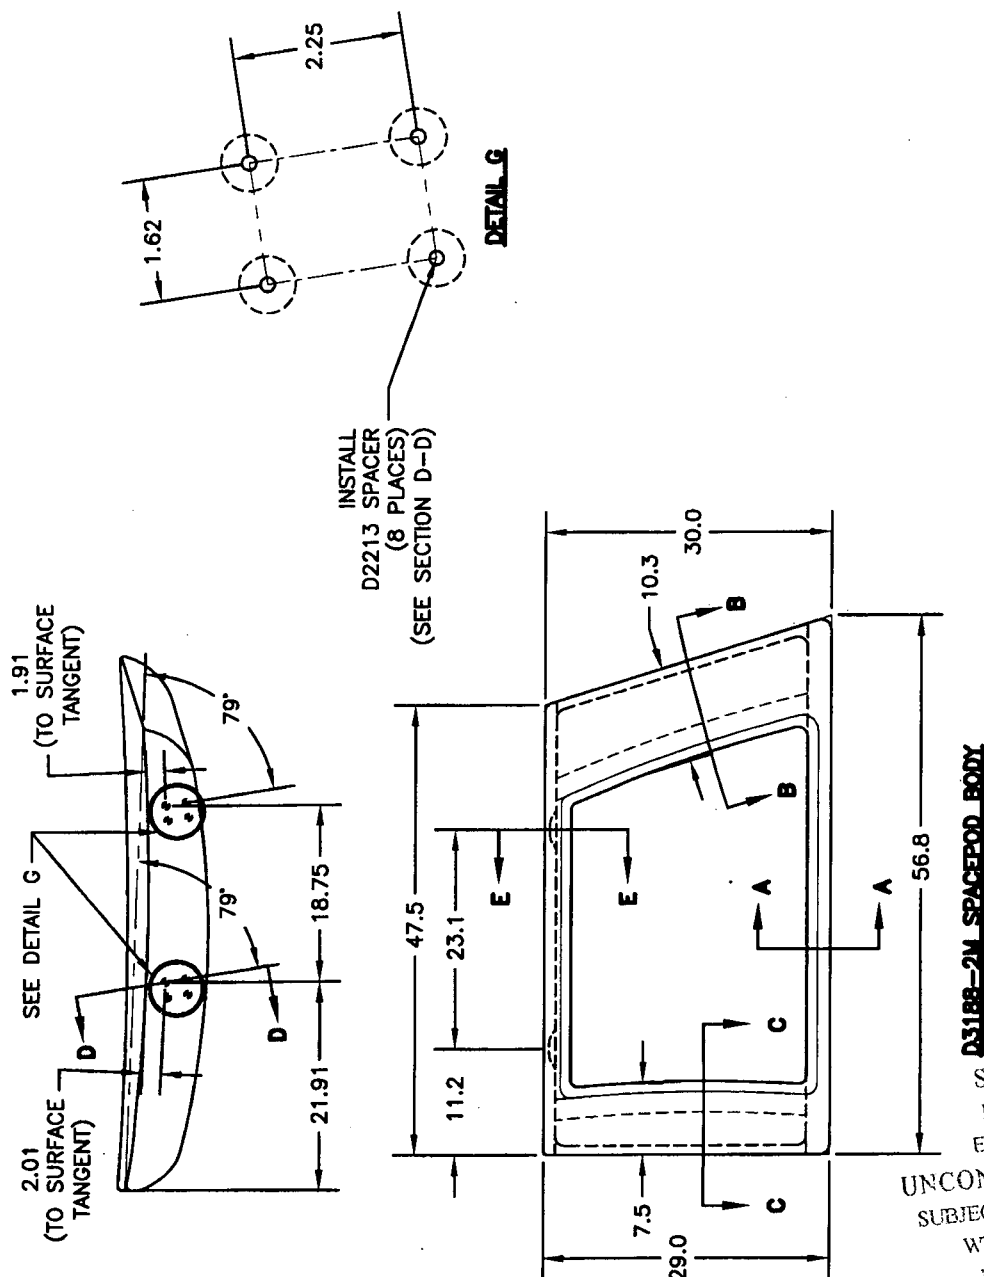 2.25
1.62
DETAIL G
INSTALL
D2213 SPACER
(8 PLACES)
(SEE SECTION D-D)
1.91
(TO SURFACE
TANGENT)
SEE DETAIL G
79°
79°
18.75
D
D
2.01
(TO SURFACE
TANGENT)
21.91
30.0
10.3
B
B
47.5
E
E
23.1
A
A
56.8
11.2
C
C
7.5
29.0
D3188-2M SPACEPOD BODY
UNCON
SUBJEC